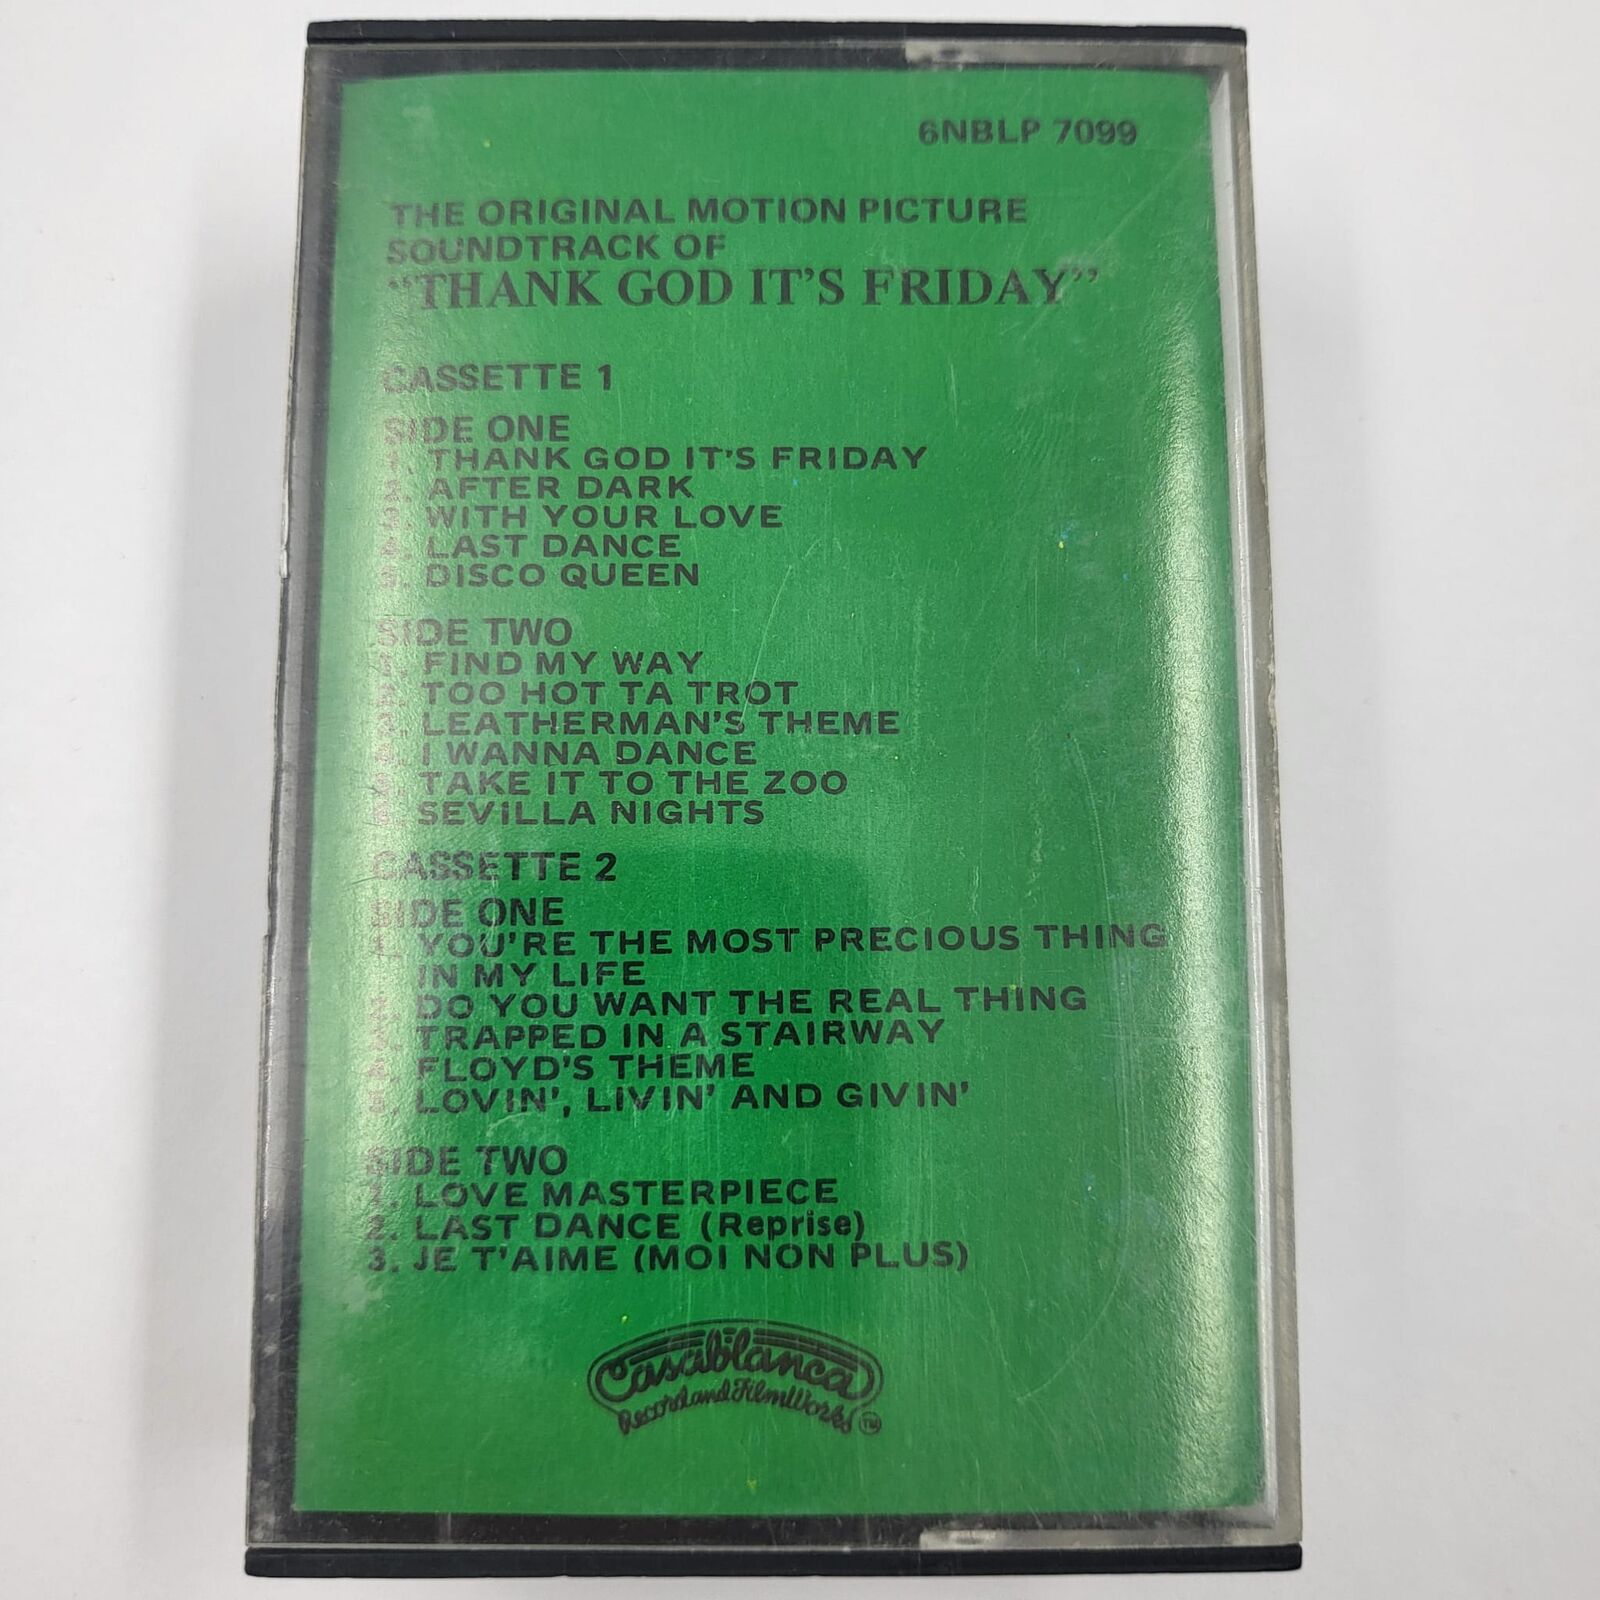 6NBLP 7099
THE ORIGINAL MOTION PICTURE
SOUNDTRACK OF
"THANK GOD IT'S FRIDAY"
CASSETTE 1
SIDE ONE
1. THANK GOD IT'S FRIDAY
2. AFTER DARK
3. WITH YOUR LOVE
4. LAST DANCE
5. DISCO QUEEN
SIDE TWO
1. FIND MY WAY
2. TOO HOT TA TROT
3. LEATHERMAN'S THEME
4. I WANNA DANCE
5. TAKE IT TO THE ZOO
6. SEVILLA NIGHTS
CASSETTE 2
SIDE ONE
1. YOU'RE THE MOST PRECIOUS THING
IN MY LIFE
2. DO YOU WANT THE REAL THING
3. TRAPPED IN A STAIRWAY
4. FLOYD'S THEME
5. LOVIN', LIVIN' AND GIVIN'
SIDE TWO
1. LOVE MASTERPIECE
2. LAST DANCE (Reprise)
3. JE T'AIME (MOI NON PLUS)
Casablanca
Record and FilmWorks TM